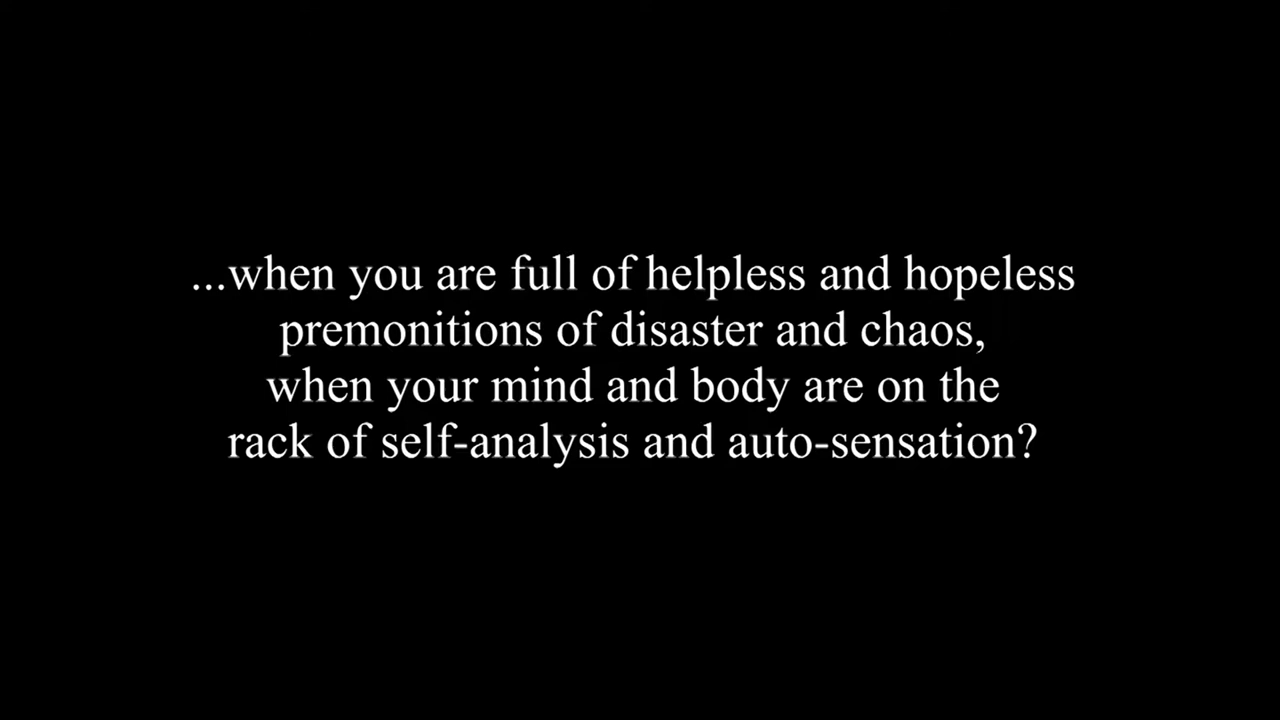 ...when you are full of helpless and hopeless
premonitions of disaster and chaos,
when your mind and body are on the
rack of self-analysis and auto-sensation?